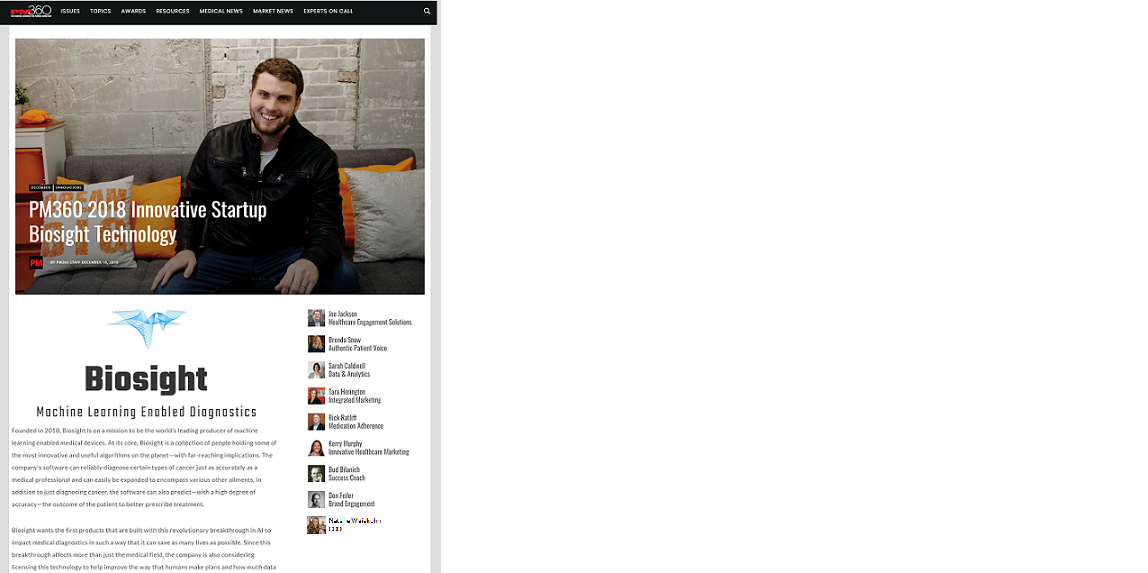 PM360
ISSUES TOPICS AWARDS RESOURCES MEDICAL NEWS MARKET NEWS EXPERTS ON CALL
DECEMBER INNOVATIONS
PM360 2018 Innovative Startup
Biosight Technology
PM
BY PM360 STAFF DECEMBER 10, 2018
Biosight
Machine Learning Enabled Diagnostics
Founded in 2018, Biosight is on a mission to be the world's leading producer of machine
learning enabled medical devices. At its core, Biosight is a collection of people holding some of
the most innovative and useful algorithms on the planet—with far-reaching implications. The
company's software can reliably diagnose certain types of cancer just as accurately as a
medical professional and can easily be expanded to encompass various other ailments. In
addition to just diagnosing cancer, the software can also predict—with a high degree of
accuracy—the outcome of the patient to better prescribe treatment.
Biosight wants the first products that are built with this revolutionary breakthrough in AI to
impact medical diagnostics in such a way that it can save as many lives as possible. Since this
breakthrough affects more than just the medical field, the company is also considering
licensing this technology to help improve the way that humans make plans and how much data
Joe Jackson
Healthcare Engagement Solutions
Brenda Snow
Authentic Patient Voice
Sarah Caldwell
Data & Analytics
Tara Herington
Integrated Marketing
Rick Ratliff
Medication Adherence
Kerry Murphy
Innovative Healthcare Marketing
Bud Bilanich
Success Coach
Don Feiler
Brand Engagement
Natalie